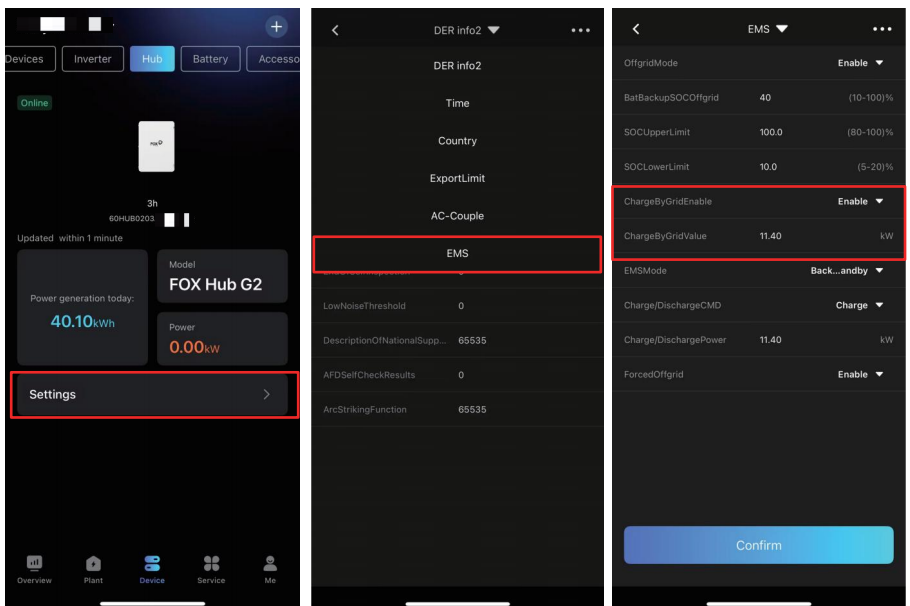 +
Devices Inverter Hub Battery Accesso
Online
FOX
3h
60HUB0203
Updated within 1 minute
Power generation today:
40.10kWh
Model
FOX Hub G2
Power
0.00kW
Settings
Overview Plant Device Service Me
DER info2
DER info2
Time
Country
ExportLimit
AC-Couple
EMS
LowNoiseThreshold 0
DescriptionOfNationalSupp... 65535
AFDSelfCheckResults 0
ArcStrikingFunction 65535
EMS
OffgridMode Enable
BatBackupSOCOffgrid 40 (10-100)%
SOCUpperLimit 100.0 (80-100)%
SOCLowerLimit 10.0 (5-20)%
ChargeByGridEnable Enable
ChargeByGridValue 11.40 kW
EMSMode Back...andby
Charge/DischargeCMD Charge
Charge/DischargePower 11.40 kW
ForcedOffgrid Enable
Confirm